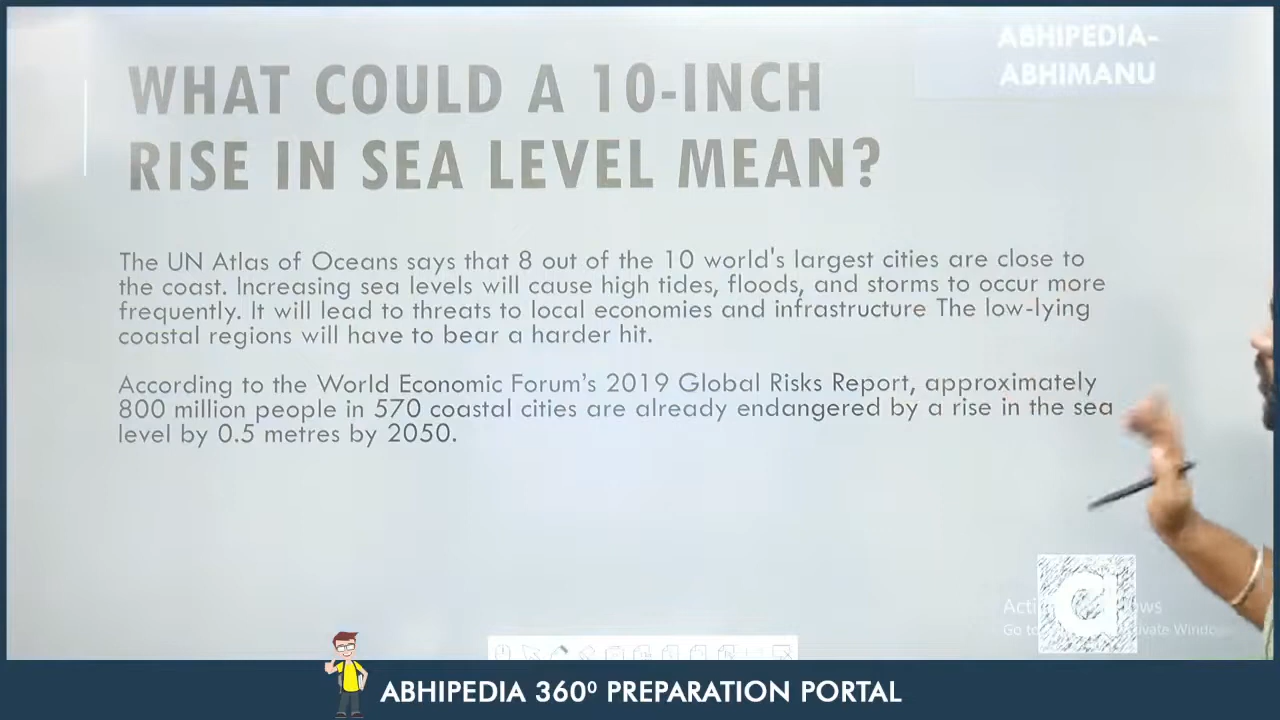 ABHIPEDIA-
ABHIMANU
WHAT COULD A 10-INCH
RISE IN SEA LEVEL MEAN?
The UN Atlas of Oceans says that 8 out of the 10 world's largest cities are close to
the coast. Increasing sea levels will cause high tides, floods, and storms to occur more
frequently. It will lead to threats to local economies and infrastructure The low-lying
coastal regions will have to bear a harder hit.
According to the World Economic Forum's 2019 Global Risks Report, approximately
800 million people in 570 coastal cities are already endangered by a rise in the sea
level by 0.5 metres by 2050.
a
Go to
ABHIPEDIA 360⁰ PREPARATION PORTAL